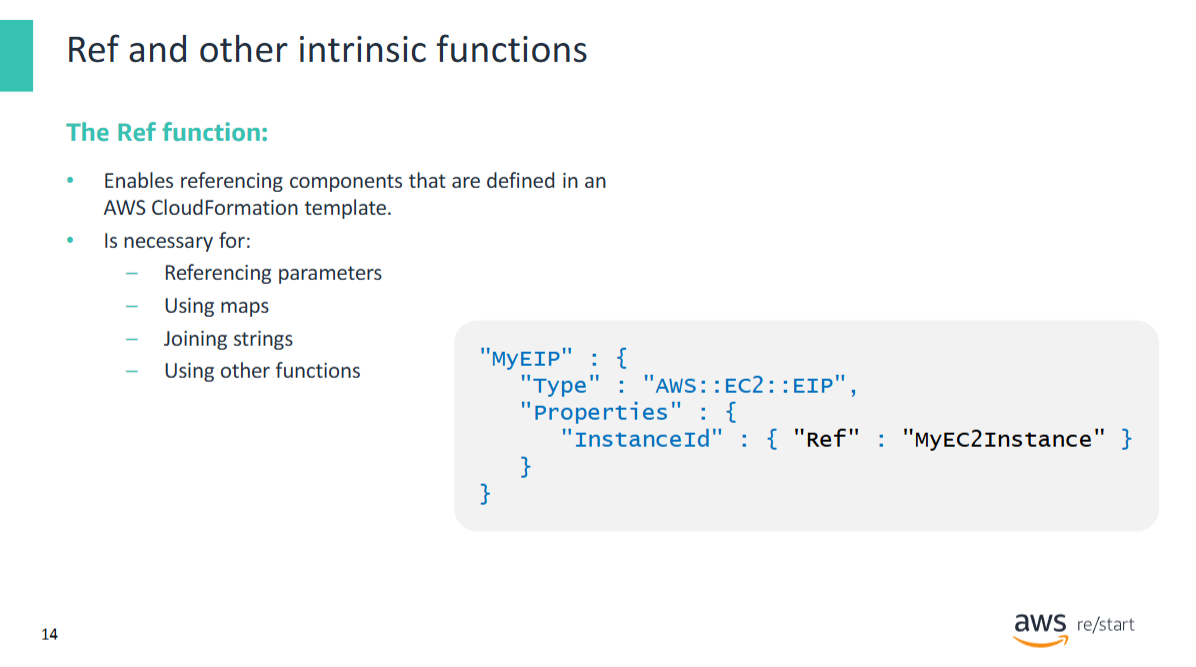 Ref and other intrinsic functions
The Ref function:
• Enables referencing components that are defined in an
AWS CloudFormation template.
• Is necessary for:
– Referencing parameters
– Using maps
– Joining strings
– Using other functions
"MyEIP" : {
"Type" : "AWS::EC2::EIP",
"Properties" : {
"InstanceId" : { "Ref" : "MyEC2Instance" }
}
}
14
aws re/start